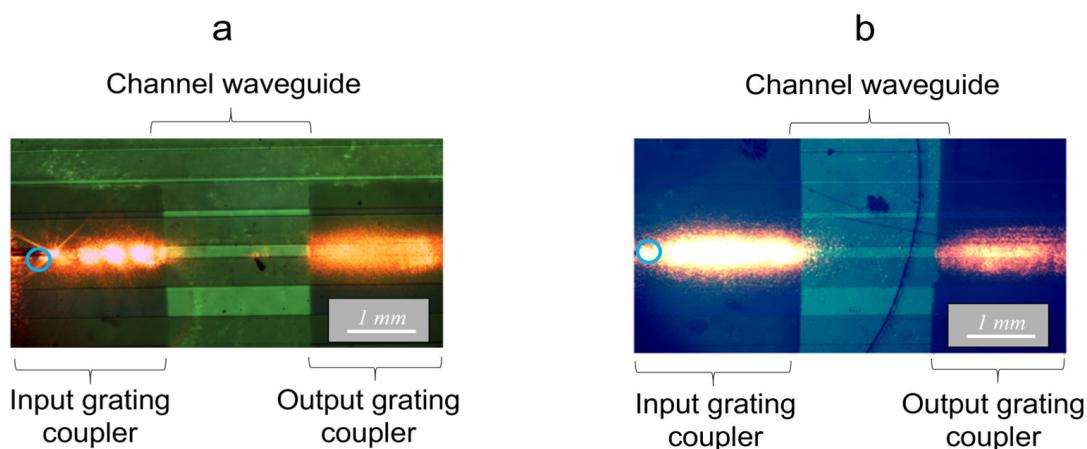 a
Channel waveguide
1 mm
Input grating
coupler
Output grating
coupler
b
Channel waveguide
1 mm
Input grating
coupler
Output grating
coupler